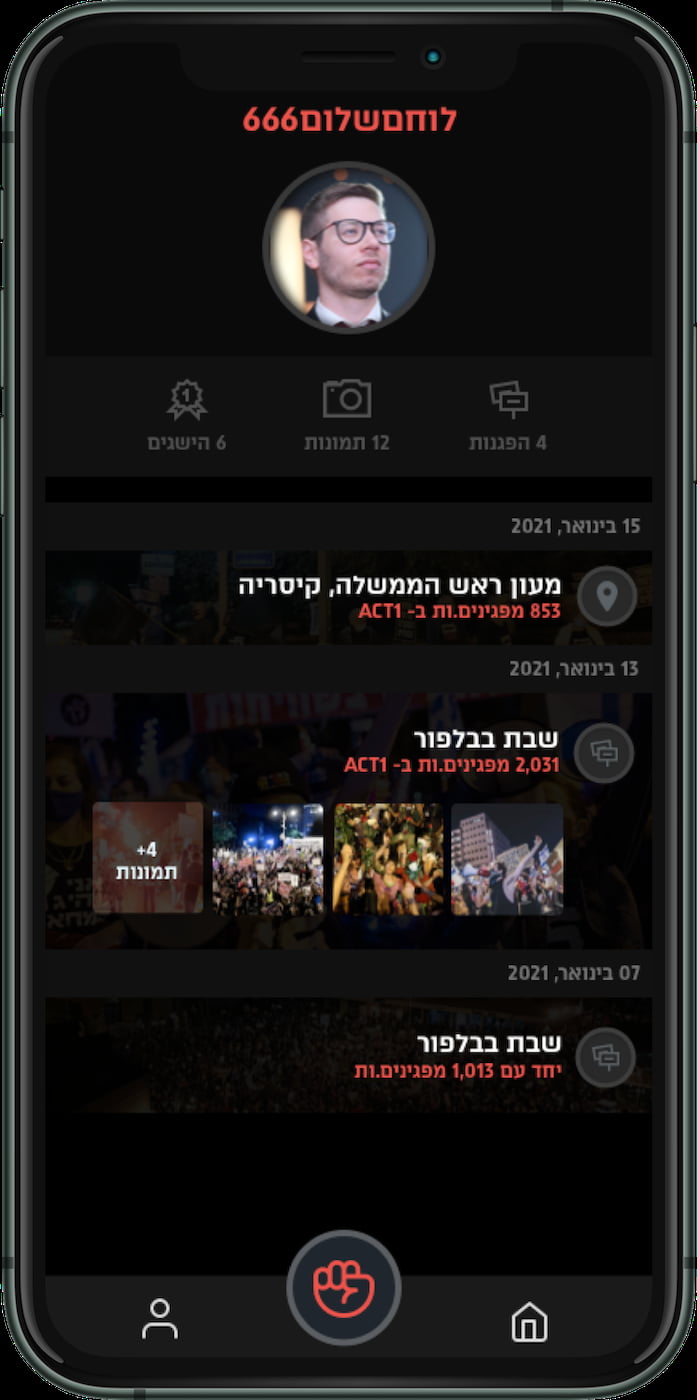 לוחםשלום666
4 הפגנות
12 תמונות
1
6 הישגים
15 בינואר, 2021
מעון ראש הממשלה, קיסריה
853 מפגינים.ות ב- ACT1
13 בינואר, 2021
שבת בבלפור
2,031 מפגינים.ות ב- ACT1
+4
תמונות
07 בינואר, 2021
שבת בבלפור
יחד עם 1,013 מפגינים.ות